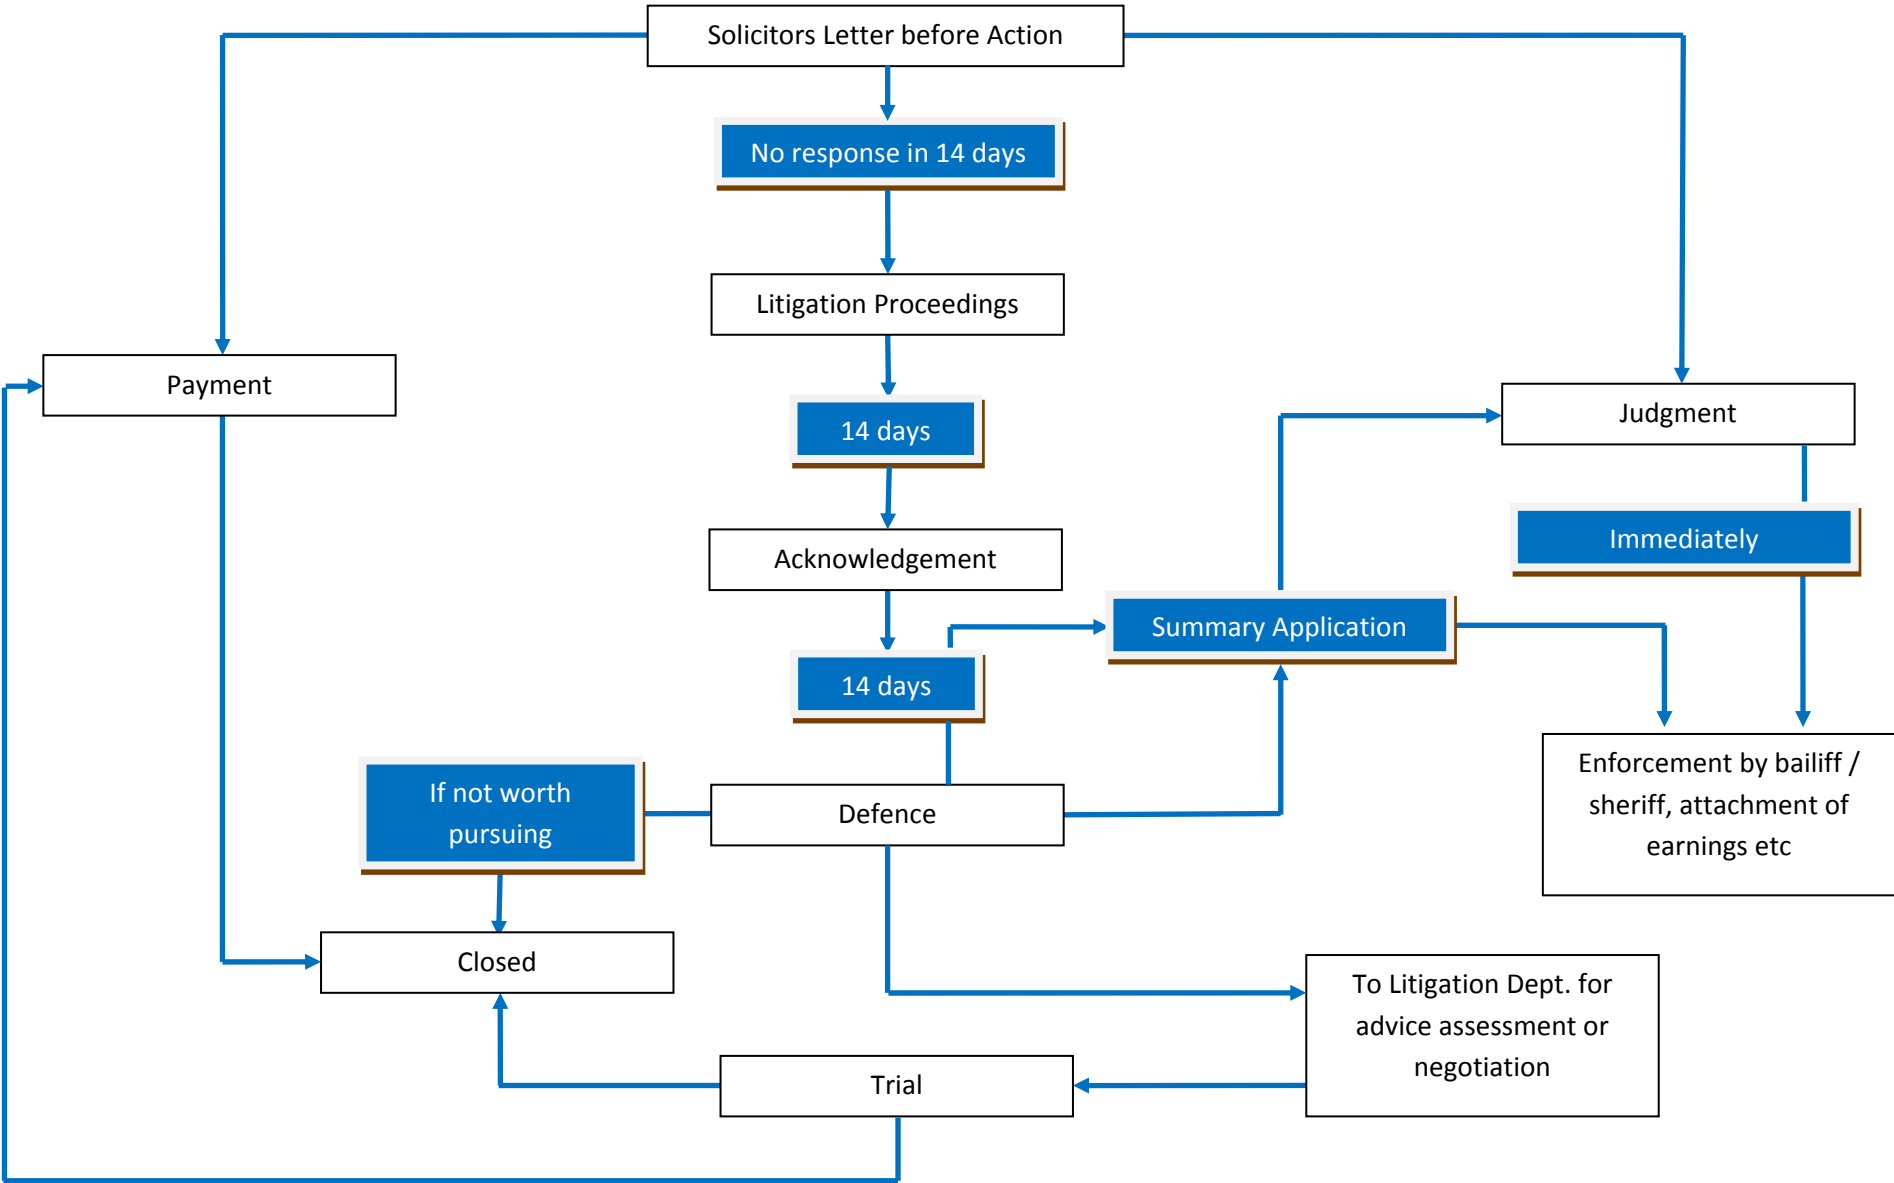 Solicitors Letter before Action
No response in 14 days
Litigation Proceedings
Payment
Judgment
14 days
Immediately
Acknowledgement
Summary Application
14 days
If not worth
pursuing
Defence
Enforcement by bailiff /
sheriff, attachment of
earnings etc
Closed
To Litigation Dept. for
advice assessment or
negotiation
Trial